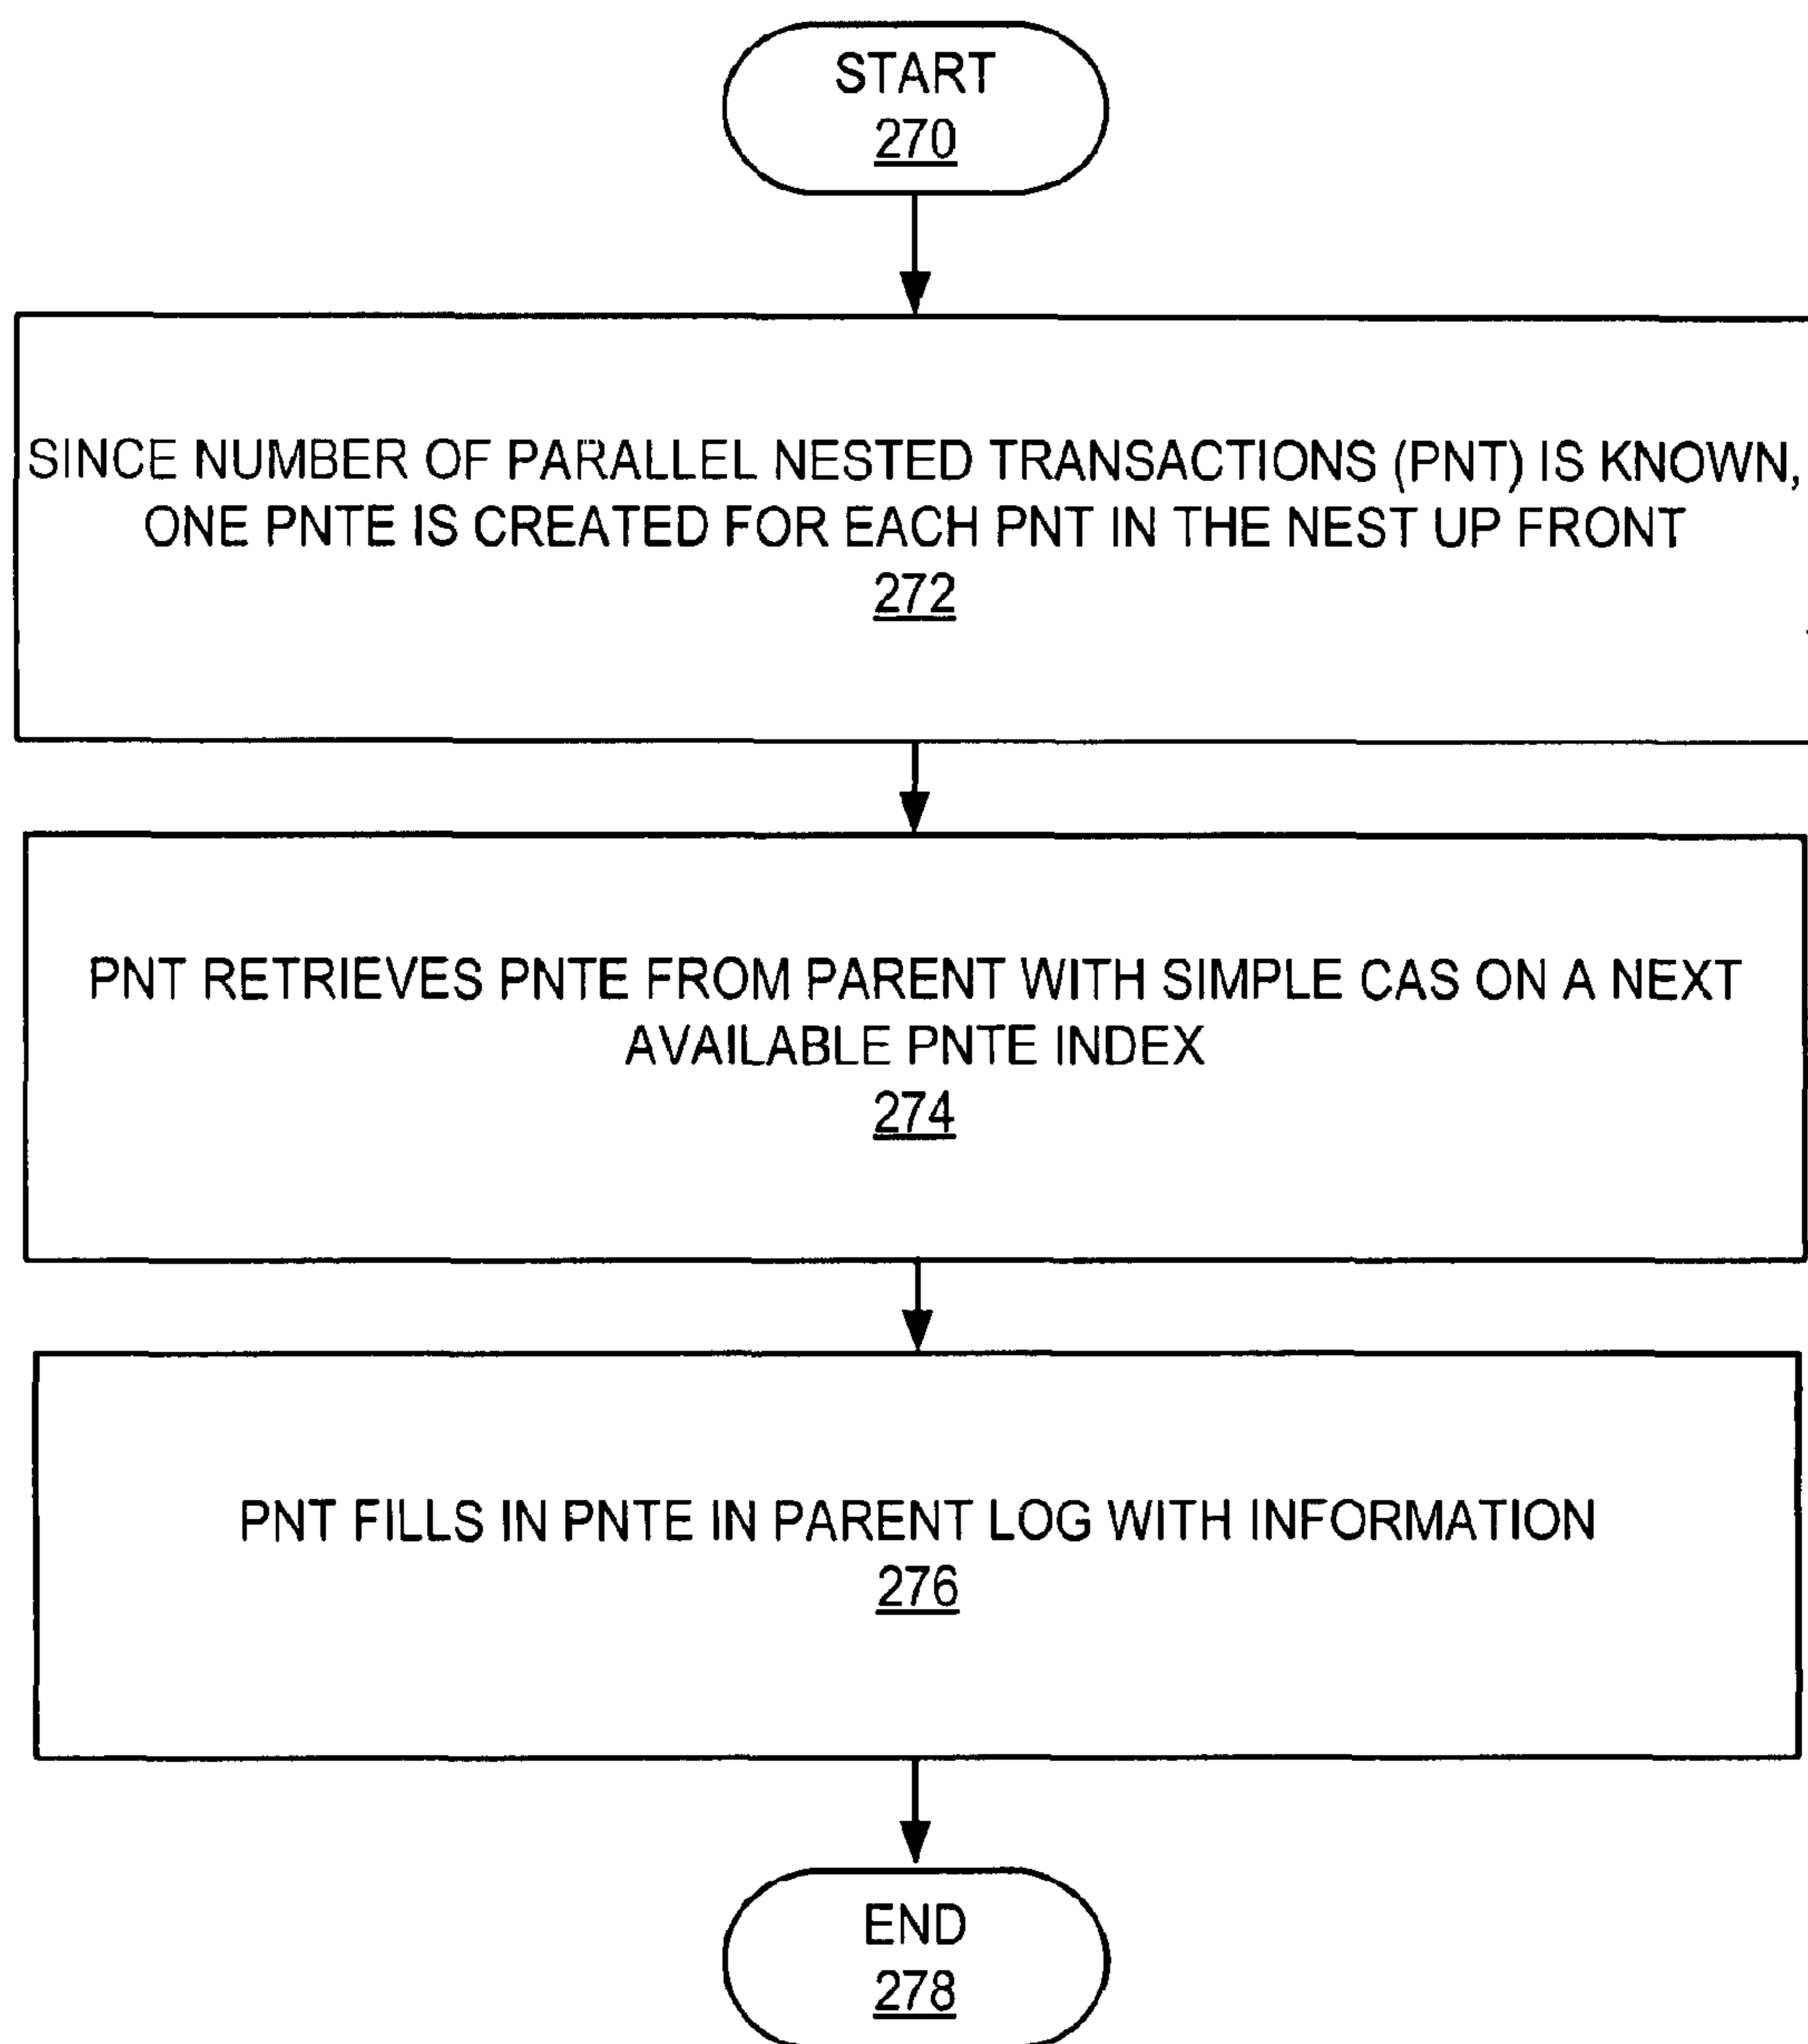 START
270
SINCE NUMBER OF PARALLEL NESTED TRANSACTIONS (PNT) IS KNOWN,
ONE PNTE IS CREATED FOR EACH PNT IN THE NEST UP FRONT
272
PNT RETRIEVES PNTE FROM PARENT WITH SIMPLE CAS ON A NEXT
AVAILABLE PNTE INDEX
274
PNT FILLS IN PNTE IN PARENT LOG WITH INFORMATION
276
END
278